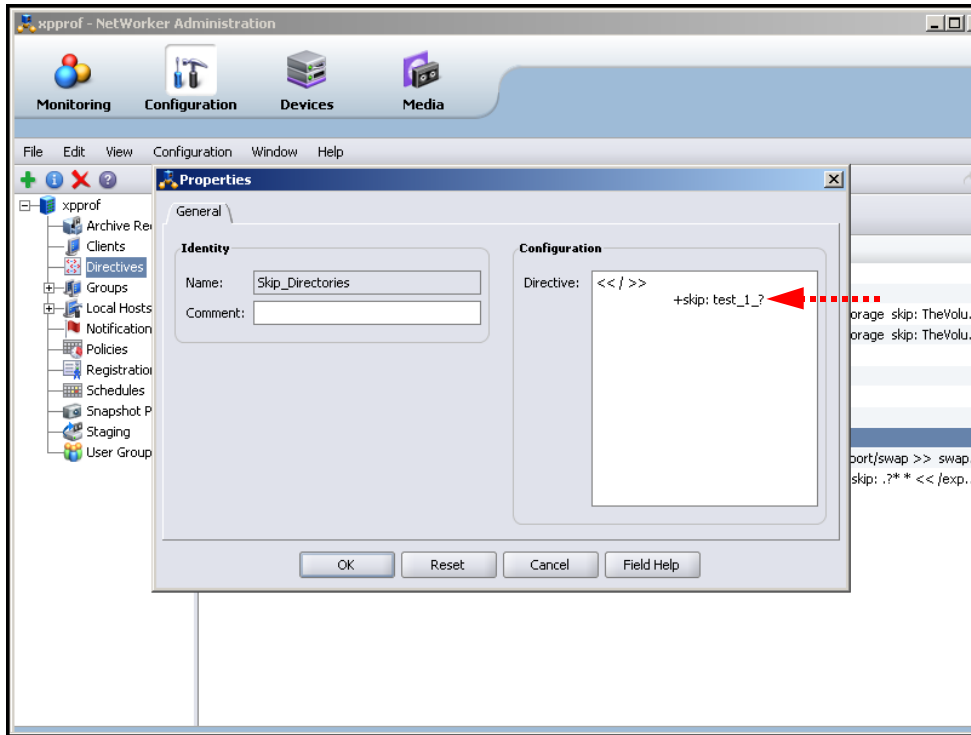 xpprof - NetWorker Administration
Monitoring Configuration Devices Media
File Edit View Configuration Window Help
Properties
General
xpprof
Archive Re
Clients
Directives
Groups
Local Hosts
Notification
Policies
Registratio
Schedules
Snapshot P
Staging
User Group
Identity
Name: Skip_Directories
Comment:
Configuration
Directive: << / >>
+skip: test_1_?
orage skip: TheVolu.
orage skip: TheVolu.
port/swap >> swap.
skip: .?* * << /exp.
OK Reset Cancel Field Help